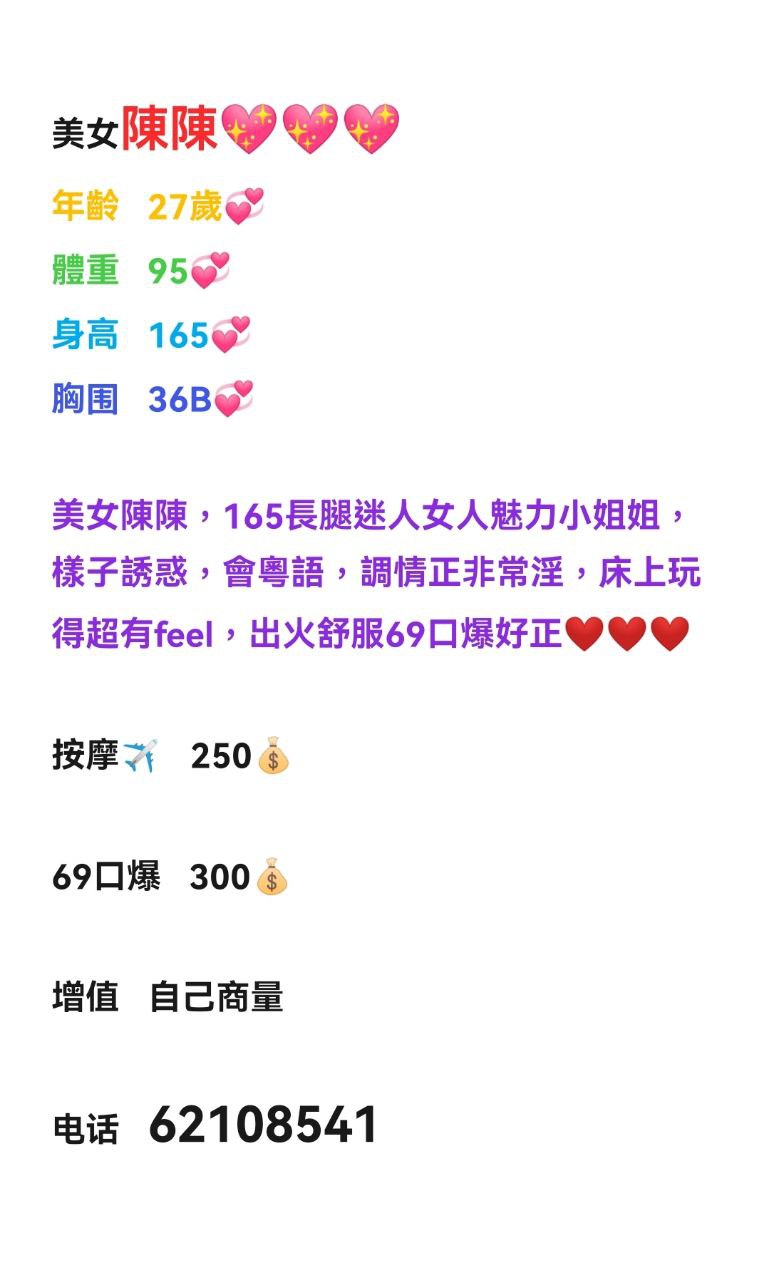 美女陳陳💖💖💖
年齡 27歲💞
體重 95💞
身高 165💞
胸围 36B💞
美女陳陳，165長腿迷人女人魅力小姐姐，
樣子誘惑，會粵語，調情正非常淫，床上玩
得超有feel，出火舒服69口爆好正❤️❤️❤️
按摩✈️ 250💰
69口爆 300💰
增值 自己商量
电话 62108541